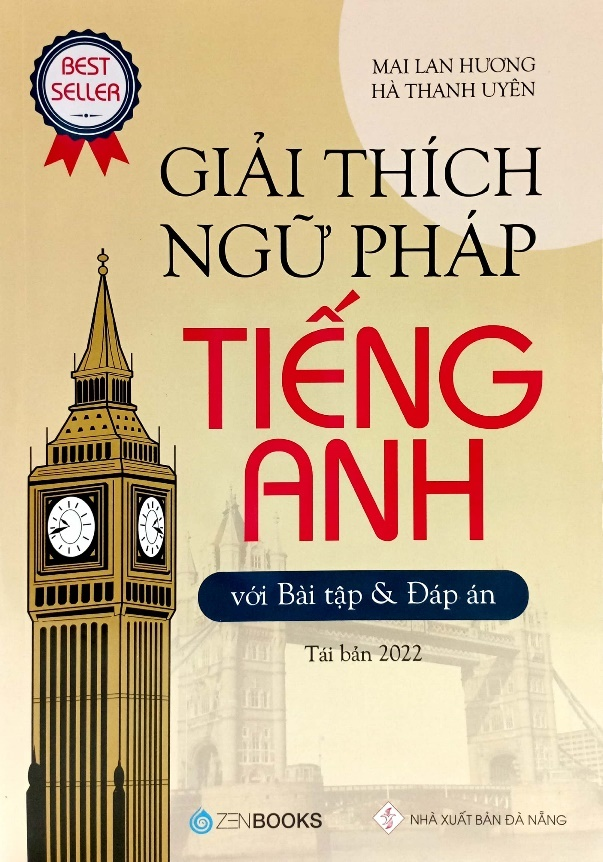 BEST
SELLER
MAI LAN HƯƠNG
HÀ THANH UYÊN
GIẢI THÍCH
NGỮ PHÁP
TIẾNG
ANH
với Bài tập & Đáp án
Tái bản 2022
ZENBOOKS
NHÀ XUẤT BẢN ĐÀ NẴNG